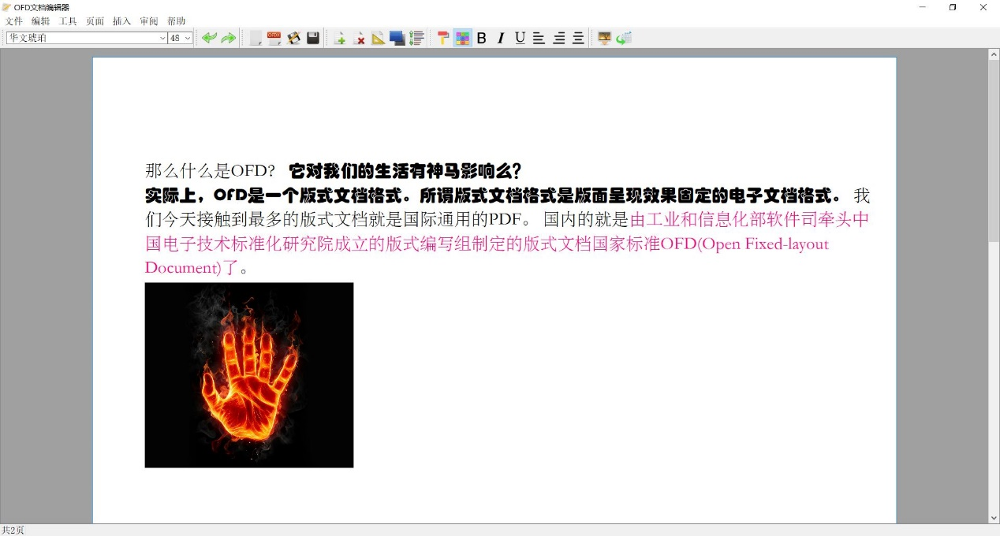 OFD文档编辑器
文件 编辑 工具 页面 插入 审阅 帮助
华文琥珀 48
OFDX
B I U
那么什么是OFD? 它对我们的生活有神马影响么?
实际上，OFD是一个版式文档格式。所谓版式文档格式是版面呈现效果固定的电子文档格式。 我
们今天接触到最多的版式文档就是国际通用的PDF。 国内的就是由工业和信息化部软件司牵头中
国电子技术标准化研究院成立的版式编写组制定的版式文档国家标准OFD(Open Fixed-layout
Document)了。
共2页